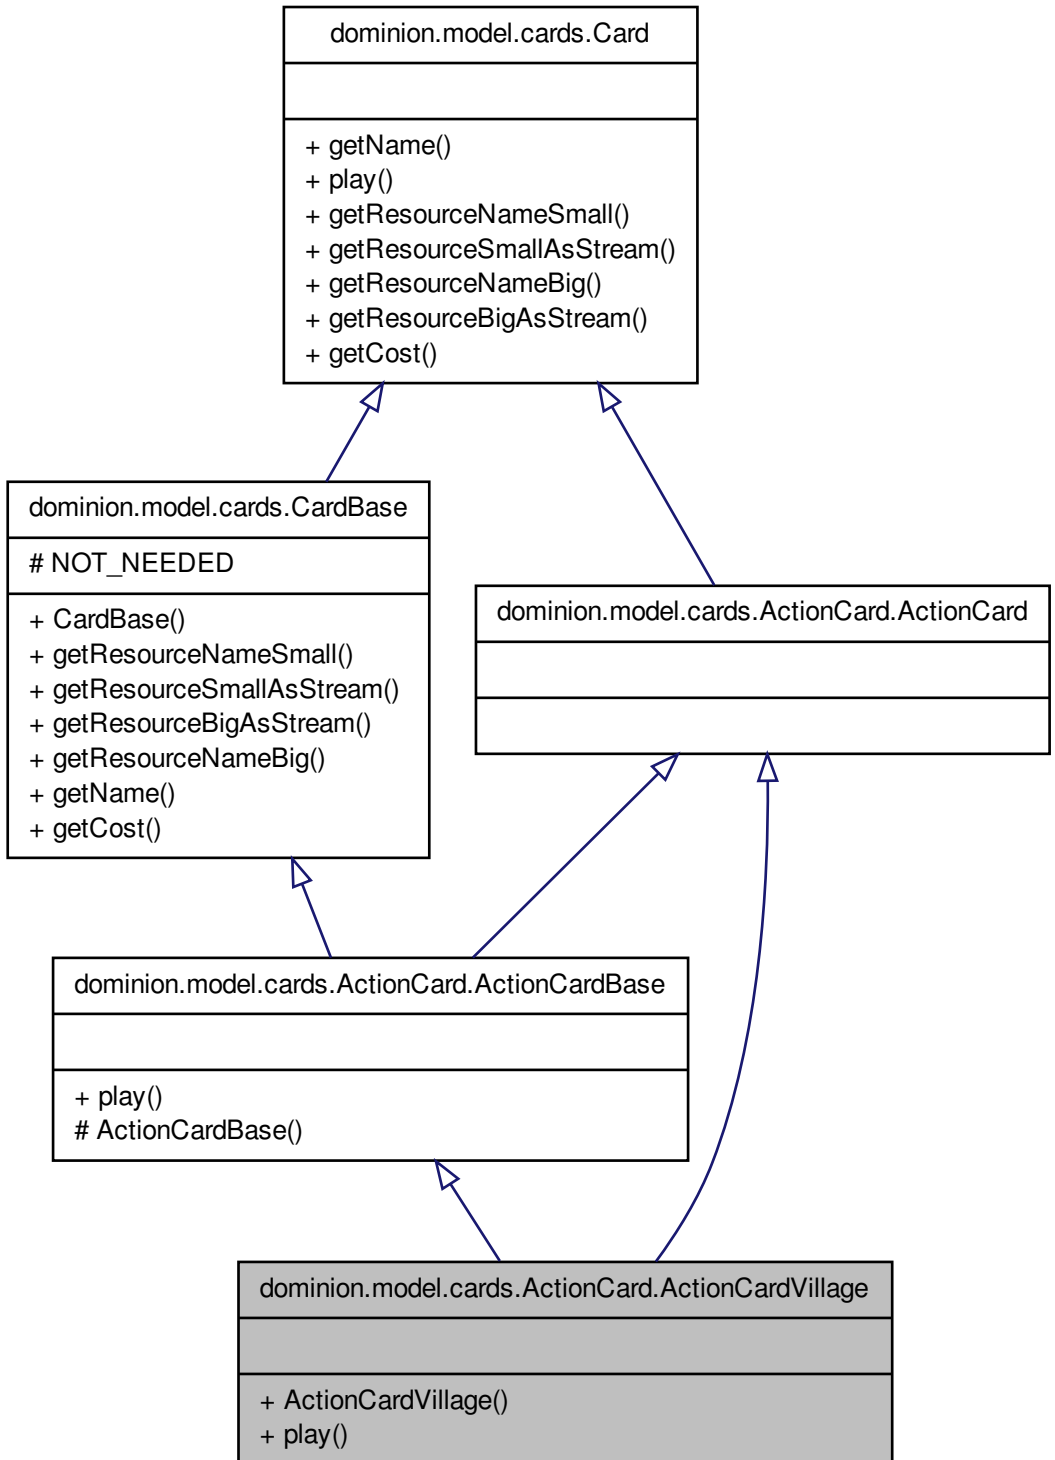 dominion.model.cards.Card
+ getName()
+ play()
+ getResourceNameSmall()
+ getResourceSmallAsStream()
+ getResourceNameBig()
+ getResourceBigAsStream()
+ getCost()
dominion.model.cards.CardBase
# NOT_NEEDED
+ CardBase()
+ getResourceNameSmall()
+ getResourceSmallAsStream()
+ getResourceBigAsStream()
+ getResourceNameBig()
+ getName()
+ getCost()
dominion.model.cards.ActionCard.ActionCard
dominion.model.cards.ActionCard.ActionCardBase
+ play()
# ActionCardBase()
dominion.model.cards.ActionCard.ActionCardVillage
+ ActionCardVillage()
+ play()